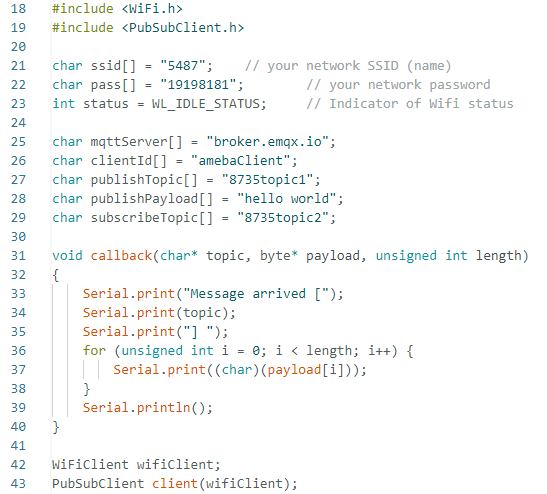 18 #include <WiFi.h>
19 #include <PubSubClient.h>
20
21 char ssid[] = "5487";    // your network SSID (name)
22 char pass[] = "19198181";        // your network password
23 int status = WL_IDLE_STATUS;     // Indicator of Wifi status
24
25 char mqttServer[] = "broker.emqx.io";
26 char clientId[] = "amebaClient";
27 char publishTopic[] = "8735topic1";
28 char publishPayload[] = "hello world";
29 char subscribeTopic[] = "8735topic2";
30
31 void callback(char* topic, byte* payload, unsigned int length)
32 {
33     Serial.print("Message arrived [");
34     Serial.print(topic);
35     Serial.print("] ");
36     for (unsigned int i = 0; i < length; i++) {
37         Serial.print((char)(payload[i]));
38     }
39     Serial.println();
40 }
41
42 WiFiClient wifiClient;
43 PubSubClient client(wifiClient);